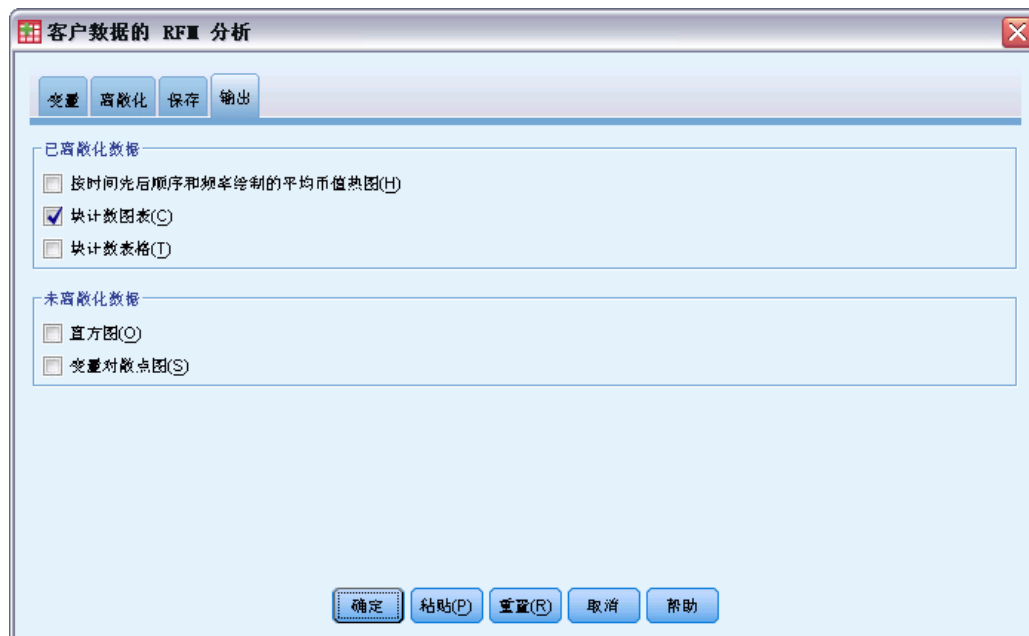 客户数据的 RFM 分析
变量 离散化 保存 输出
已离散化数据
按时间先后顺序和频率绘制的平均币值热图(H)
块计数图表(C)
块计数表格(T)
未离散化数据
直方图(O)
变量对散点图(S)
确定 粘贴(P) 重置(R) 取消 帮助